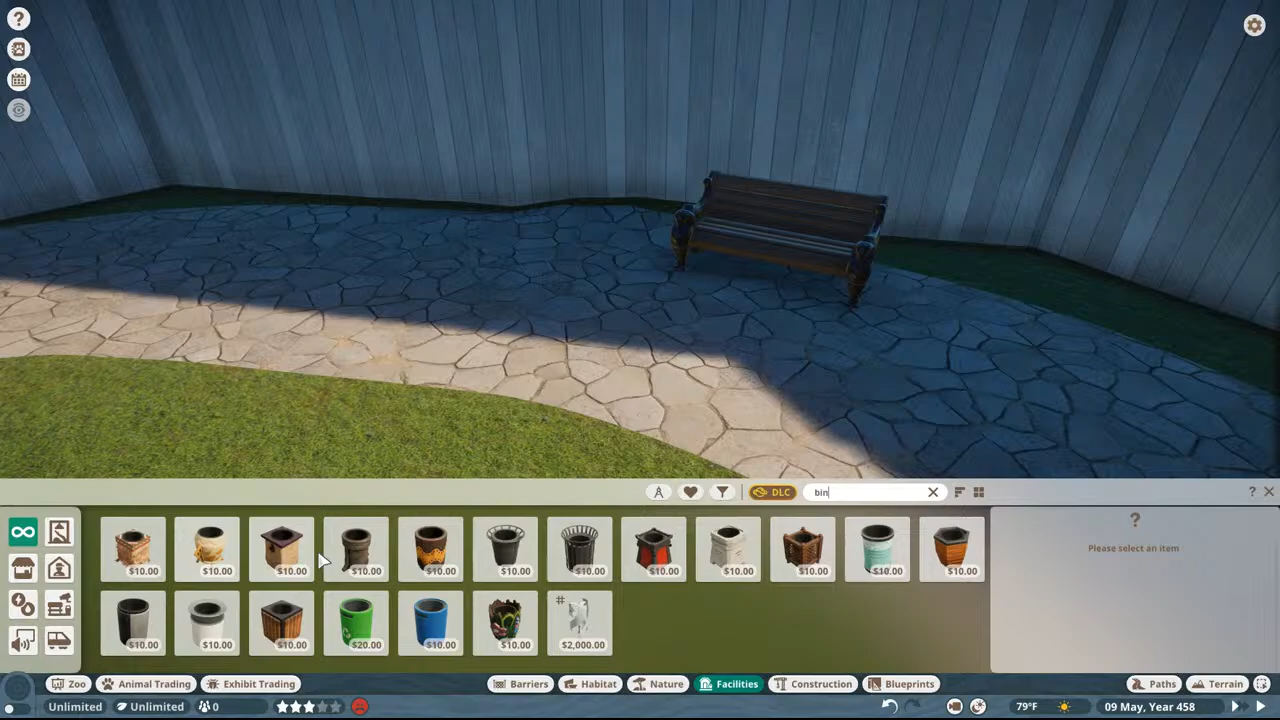 DLC
bin
$10.00 $10.00 $10.00 $10.00 $10.00 $10.00 $10.00 $10.00 $10.00 $10.00 $10.00 $10.00
$10.00 $10.00 $10.00 $20.00 $10.00 $10.00 $2,000.00
?
Please select an item
Zoo Animal Trading Exhibit Trading Barriers Habitat Nature Facilities Construction Blueprints Paths Terrain
Unlimited Unlimited 0 79°F 09 May, Year 458